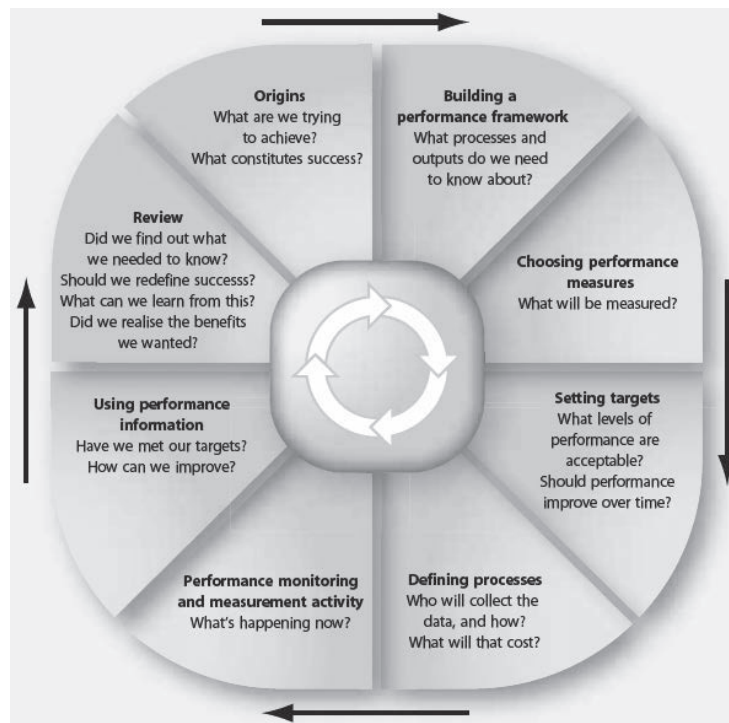 Origins
What are we trying
to achieve?
What constitutes success?
Building a
performance framework
What processes and
outputs do we need
to know about?
Choosing performance
measures
What will be measured?
Setting targets
What levels of
performance are
acceptable?
Should performance
improve over time?
Defining processes
Who will collect the
data, and how?
What will that cost?
Performance monitoring
and measurement activity
What's happening now?
Using performance
information
Have we met our targets?
How can we improve?
Review
Did we find out what
we needed to know?
Should we redefine successs?
What can we learn from this?
Did we realise the benefits
we wanted?